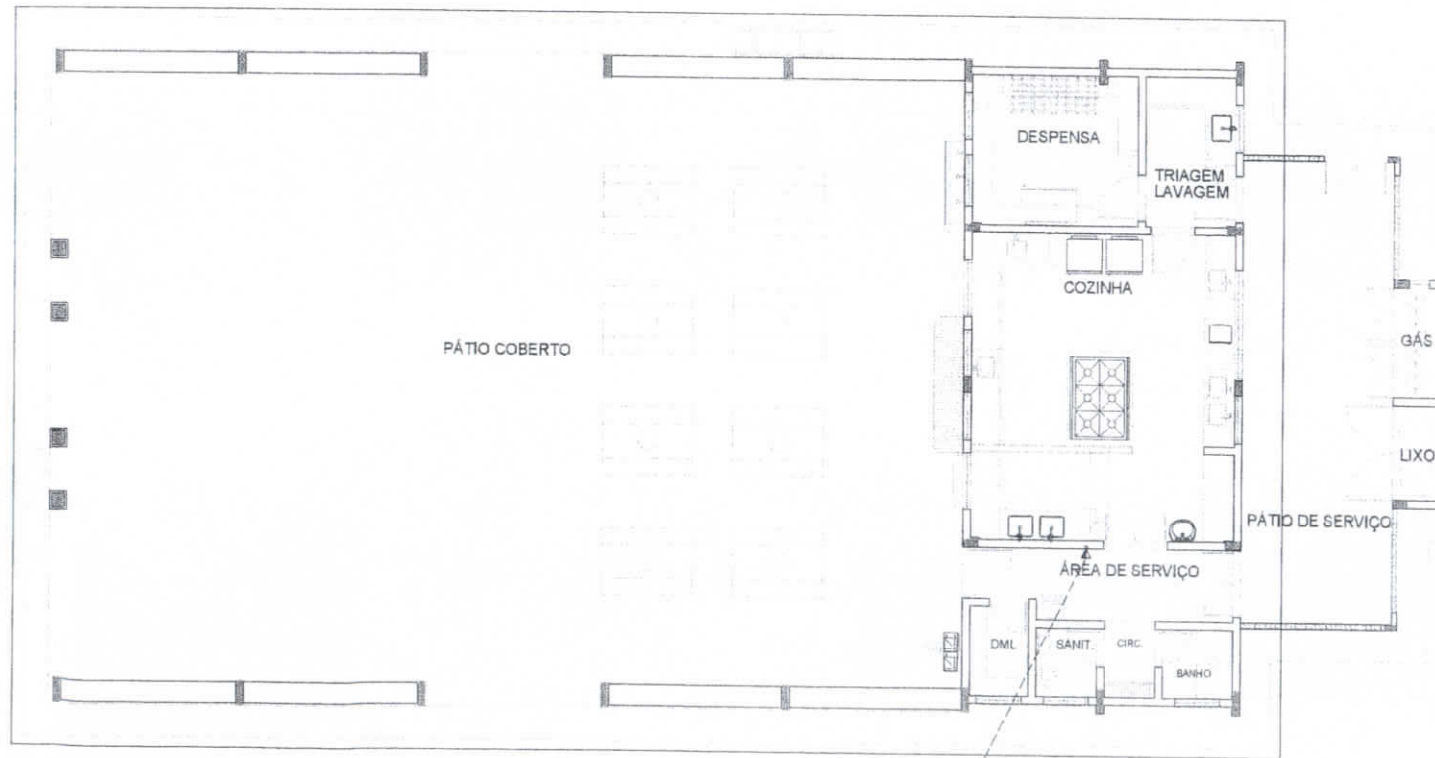 DESPENSA
TRIAGEM
LAVAGEM
COZINHA
PÁTIO COBERTO
GÁS
LIXO
PÁTIO DE SERVIÇO
ÁREA DE SERVIÇO
DML
SANIT.
CIRC.
BANHO